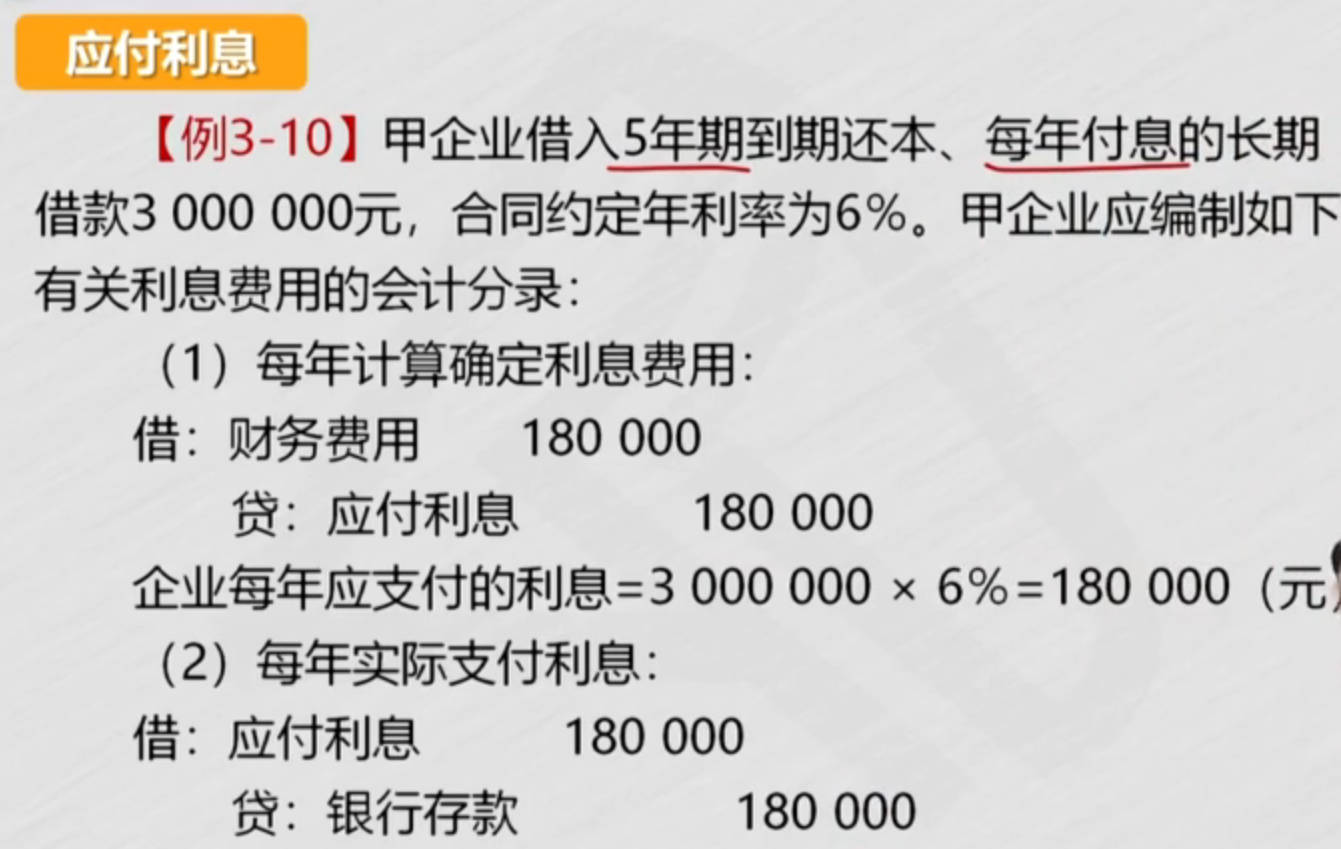 应付利息
【例3-10】甲企业借入5年期到期还本、每年付息的长期
借款3 000 000元，合同约定年利率为6%。甲企业应编制如下
有关利息费用的会计分录：
（1）每年计算确定利息费用：
借：财务费用 180 000
贷：应付利息 180 000
企业每年应支付的利息=3 000 000 × 6%=180 000（元
（2）每年实际支付利息：
借：应付利息 180 000
贷：银行存款 180 000